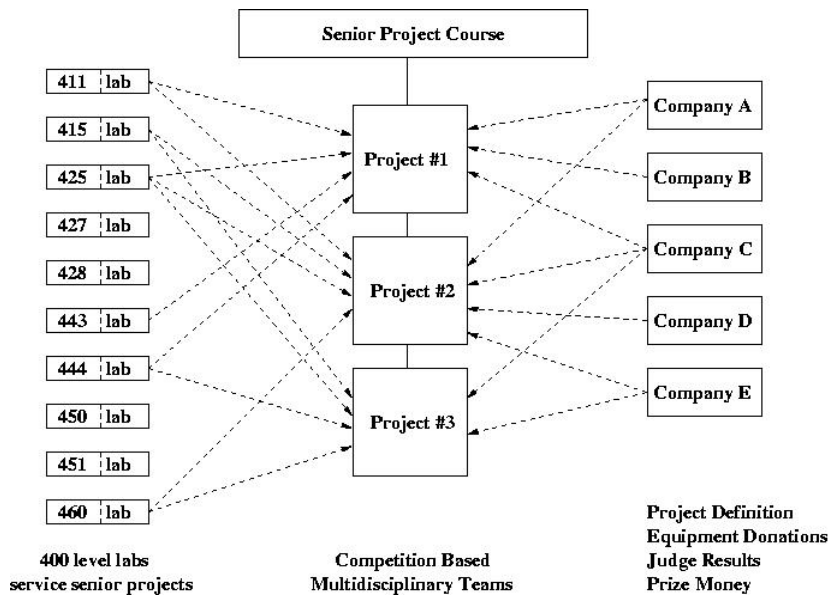 Senior Project Course
411 lab
415 lab
425 lab
427 lab
428 lab
443 lab
444 lab
450 lab
451 lab
460 lab
400 level labs
service senior projects
Project #1
Project #2
Project #3
Competition Based
Multidisciplinary Teams
Company A
Company B
Company C
Company D
Company E
Project Definition
Equipment Donations
Judge Results
Prize Money